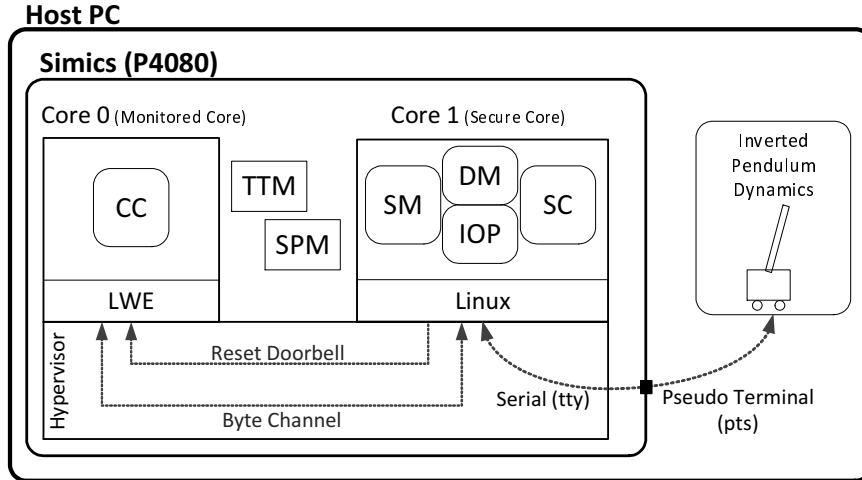 Host PC
Simics (P4080)
Core 0 (Monitored Core)
Core 1 (Secure Core)
CC
TTM
SPM
SM
DM
IOP
SC
LWE
Linux
Hypervisor
Reset Doorbell
Byte Channel
Serial (tty)
Pseudo Terminal
(pts)
Inverted
Pendulum
Dynamics